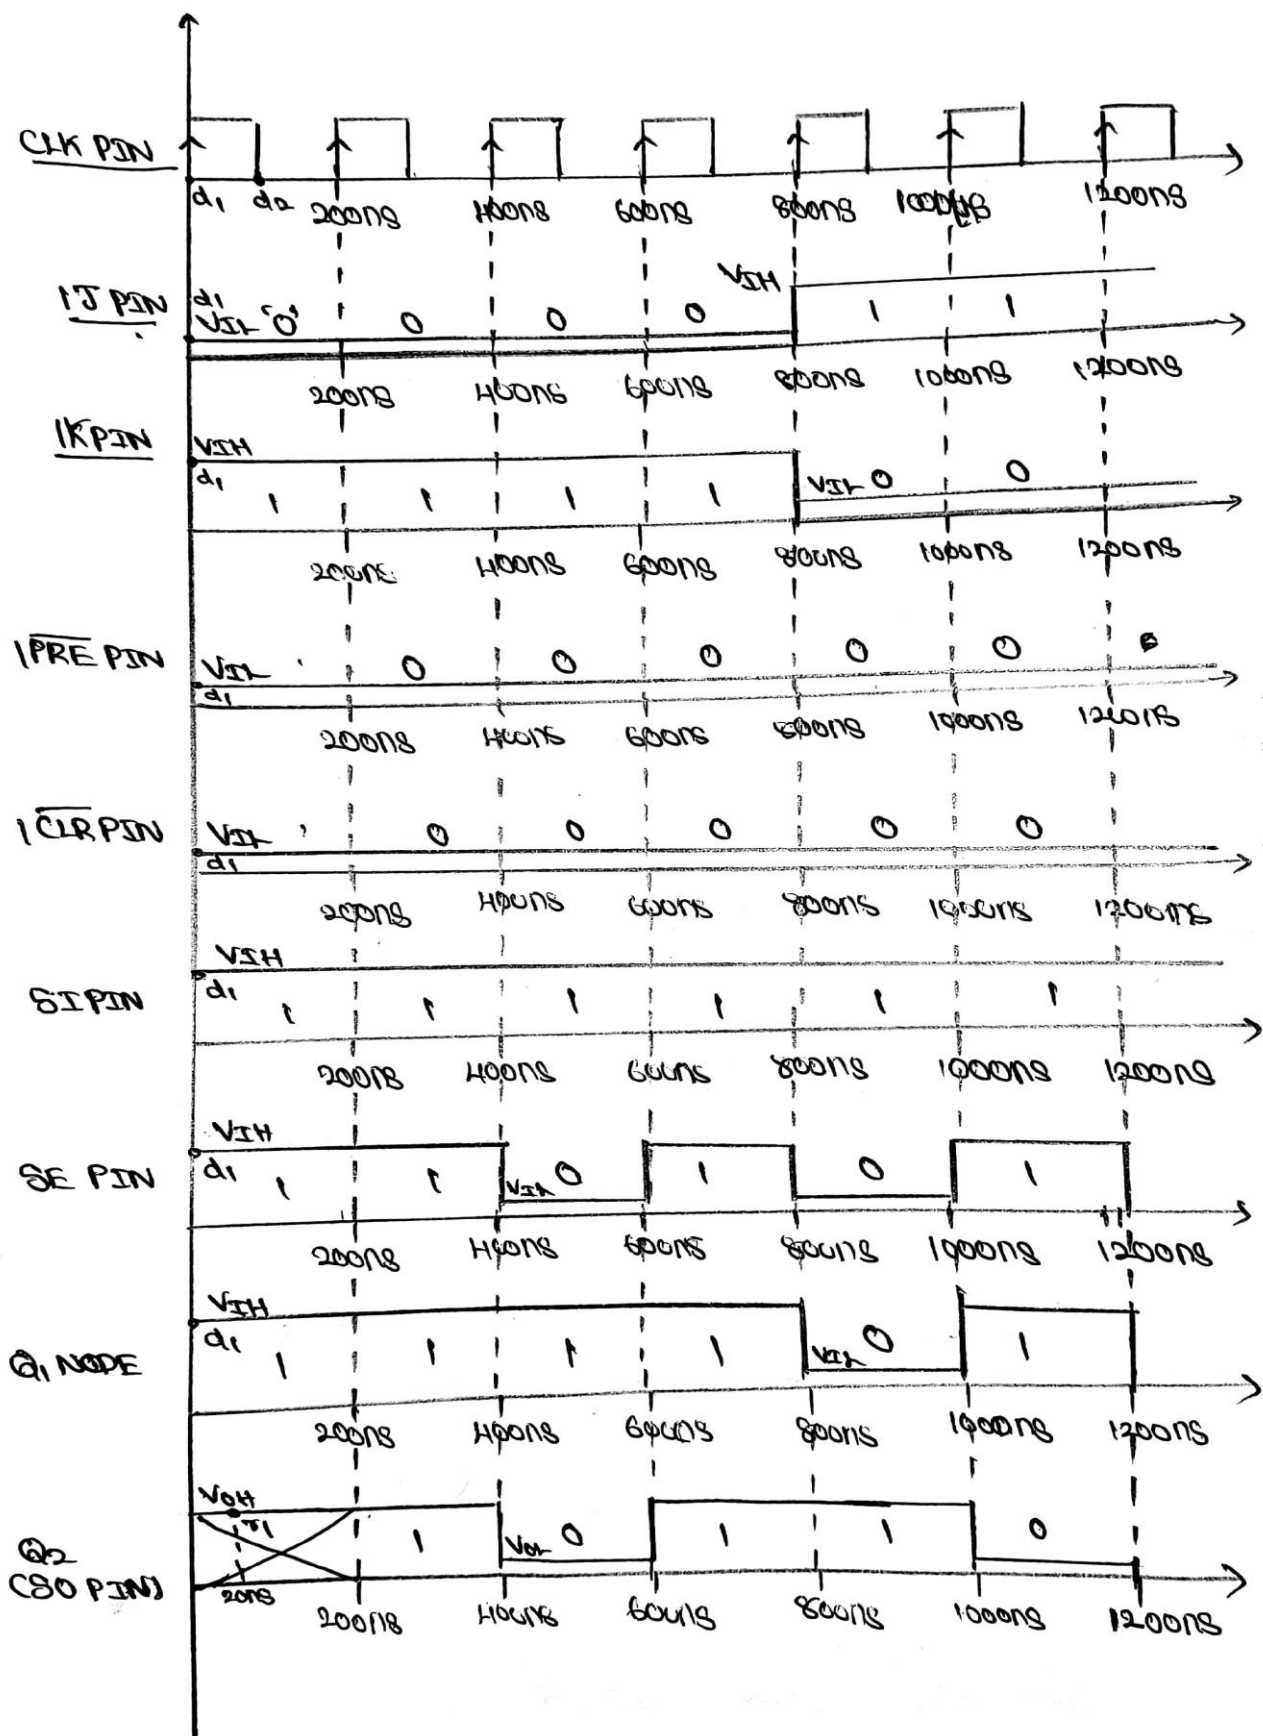 CLK PIN
d1 d2 200ns 400ns 600ns 800ns 1200ns
1J PIN d1 VIH
VIL '0' 0 0 0 1 1
200ns 400ns 600ns 800ns 1000ns 1200ns
1K PIN VIH
d1 1 1 1 1 VIL 0 0
200ns 400ns 600ns 800ns 1000ns 1200ns
1PRE PIN VIL 0 0 0 0 0
d1
200ns 400ns 600ns 800ns 1000ns 1200ns
1CLR PIN VIL 0 0 0 0 0
d1
200ns 400ns 600ns 800ns 1000ns 1200ns
VIH
SI PIN d1 1 1 1 1 1 1
200ns 400ns 600ns 800ns 1000ns 1200ns
VIH
SE PIN d1 1 1 VIL 0 1 0 1
200ns 400ns 600ns 800ns 1000ns 1200ns
VIH
Q1 NODE d1 1 1 1 1 VIL 0 1
200ns 400ns 600ns 800ns 1000ns 1200ns
VOH
Q2 T1 1 VOL 0 1 1 0
(SO PIN) 20ns
200ns 400ns 600ns 800ns 1000ns 1200ns